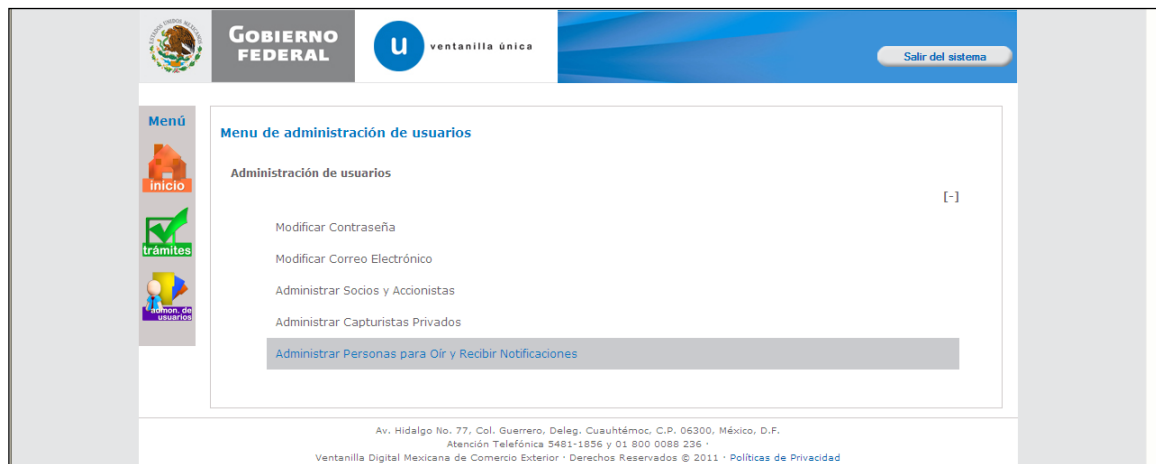 GOBIERNO
FEDERAL
u
ventanilla única
Salir del sistema
Menú
inicio
trámites
admon. de
usuarios
Menu de administración de usuarios
Administración de usuarios
[-]
Modificar Contraseña
Modificar Correo Electrónico
Administrar Socios y Accionistas
Administrar Capturistas Privados
Administrar Personas para Oír y Recibir Notificaciones
Av. Hidalgo No. 77, Col. Guerrero, Deleg. Cuauhtémoc, C.P. 06300, México, D.F.
Atención Telefónica 5481-1856 y 01 800 0088 236 ·
Ventanilla Digital Mexicana de Comercio Exterior · Derechos Reservados @ 2011 · Políticas de Privacidad